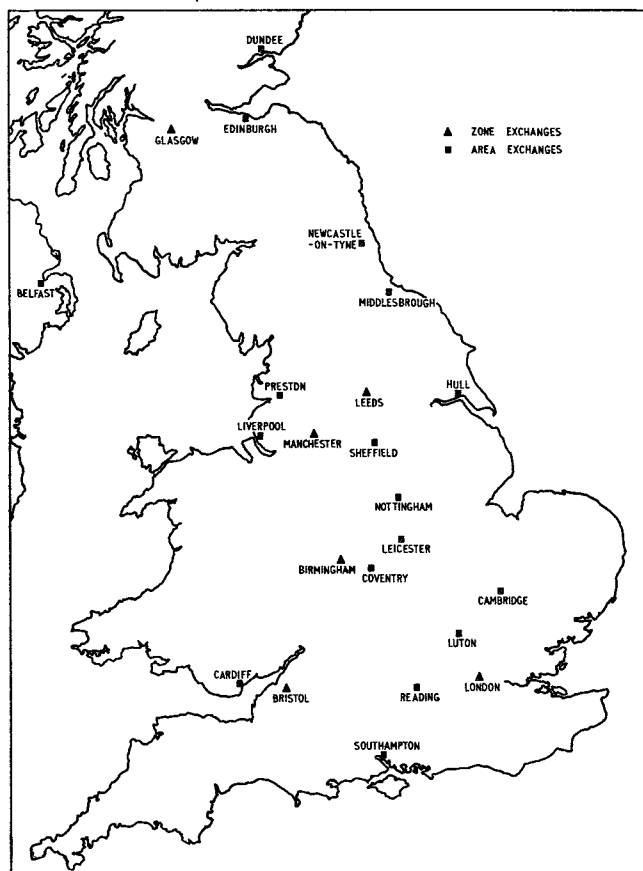 DUNDEE
EDINBURGH
GLASGOW
▲ ZONE EXCHANGES
■ AREA EXCHANGES
NEWCASTLE
-ON-TYNE
BELFAST
MIDDLESBROUGH
PRESTON
LEEDS
HULL
LIVERPOOL
MANCHESTER
SHEFFIELD
NOTTINGHAM
LEICESTER
BIRMINGHAM
COVENTRY
CAMBRIDGE
LUTON
CARDIFF
BRISTOL
READING
LONDON
SOUTHAMPTON